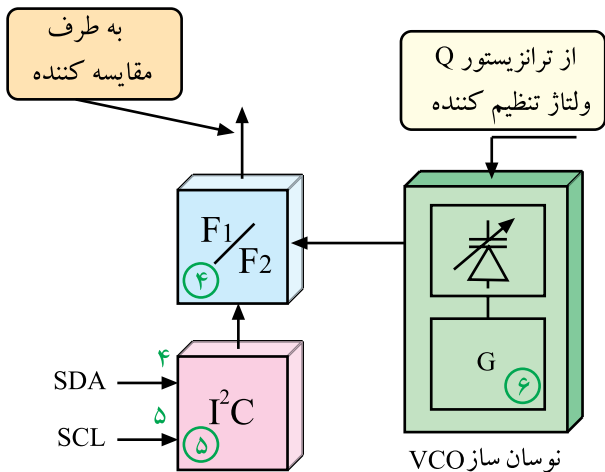 به طرف
مقایسه کننده
از ترانزیستور Q
ولتاژ تنظیم کننده
F1/F2
۴
G
۶
SDA
۴
SCL
۵
I²C
۵
نوسان ساز VCO